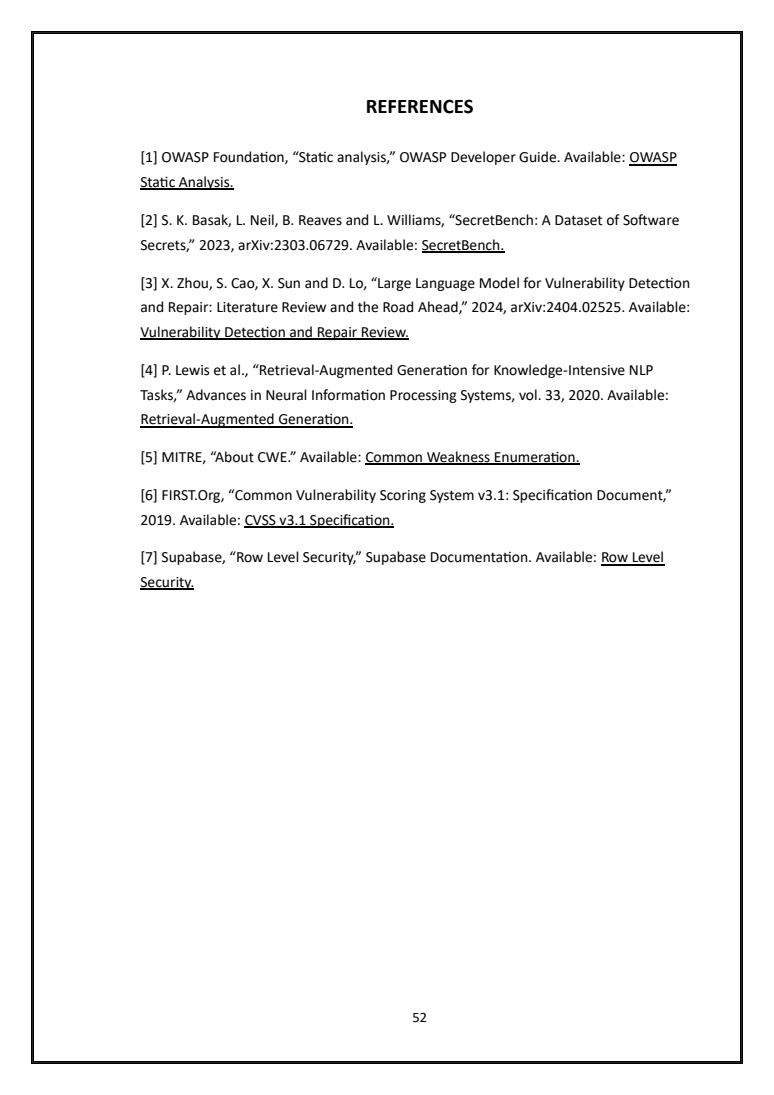 REFERENCES
[1] OWASP Foundation, “Static analysis,” OWASP Developer Guide. Available: OWASP
Static Analysis.
[2] S. K. Basak, L. Neil, B. Reaves and L. Williams, “SecretBench: A Dataset of Software
Secrets,” 2023, arXiv:2303.06729. Available: SecretBench.
[3] X. Zhou, S. Cao, X. Sun and D. Lo, “Large Language Model for Vulnerability Detection
and Repair: Literature Review and the Road Ahead,” 2024, arXiv:2404.02525. Available:
Vulnerability Detection and Repair Review.
[4] P. Lewis et al., “Retrieval-Augmented Generation for Knowledge-Intensive NLP
Tasks,” Advances in Neural Information Processing Systems, vol. 33, 2020. Available:
Retrieval-Augmented Generation.
[5] MITRE, “About CWE.” Available: Common Weakness Enumeration.
[6] FIRST.Org, “Common Vulnerability Scoring System v3.1: Specification Document,”
2019. Available: CVSS v3.1 Specification.
[7] Supabase, “Row Level Security,” Supabase Documentation. Available: Row Level
Security.
52